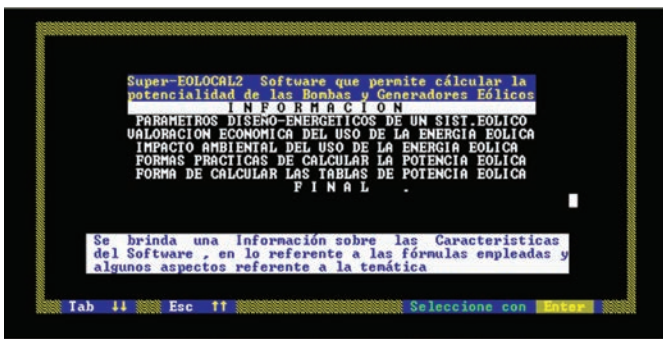 Super-EOLOCAL2 Software que permite cálcular la
potencialidad de las Bombas y Generadores Eólicos
I N F O R M A C I O N
PARAMETROS DISEÑO-ENERGETICOS DE UN SIST.EOLICO
VALORACION ECONOMICA DEL USO DE LA ENERGIA EOLICA
IMPACTO AMBIENTAL DEL USO DE LA ENERGIA EOLICA
FORMAS PRACTICAS DE CALCULAR LA POTENCIA EOLICA
FORMA DE CALCULAR LAS TABLAS DE POTENCIA EOLICA
F I N A L .
Se brinda una Información sobre las Caracteristicas
del Software , en lo referente a las fórmulas empleadas y
algunos aspectos referente a la temática
Tab ↓↓ Esc ↑↑ Seleccione con Enter